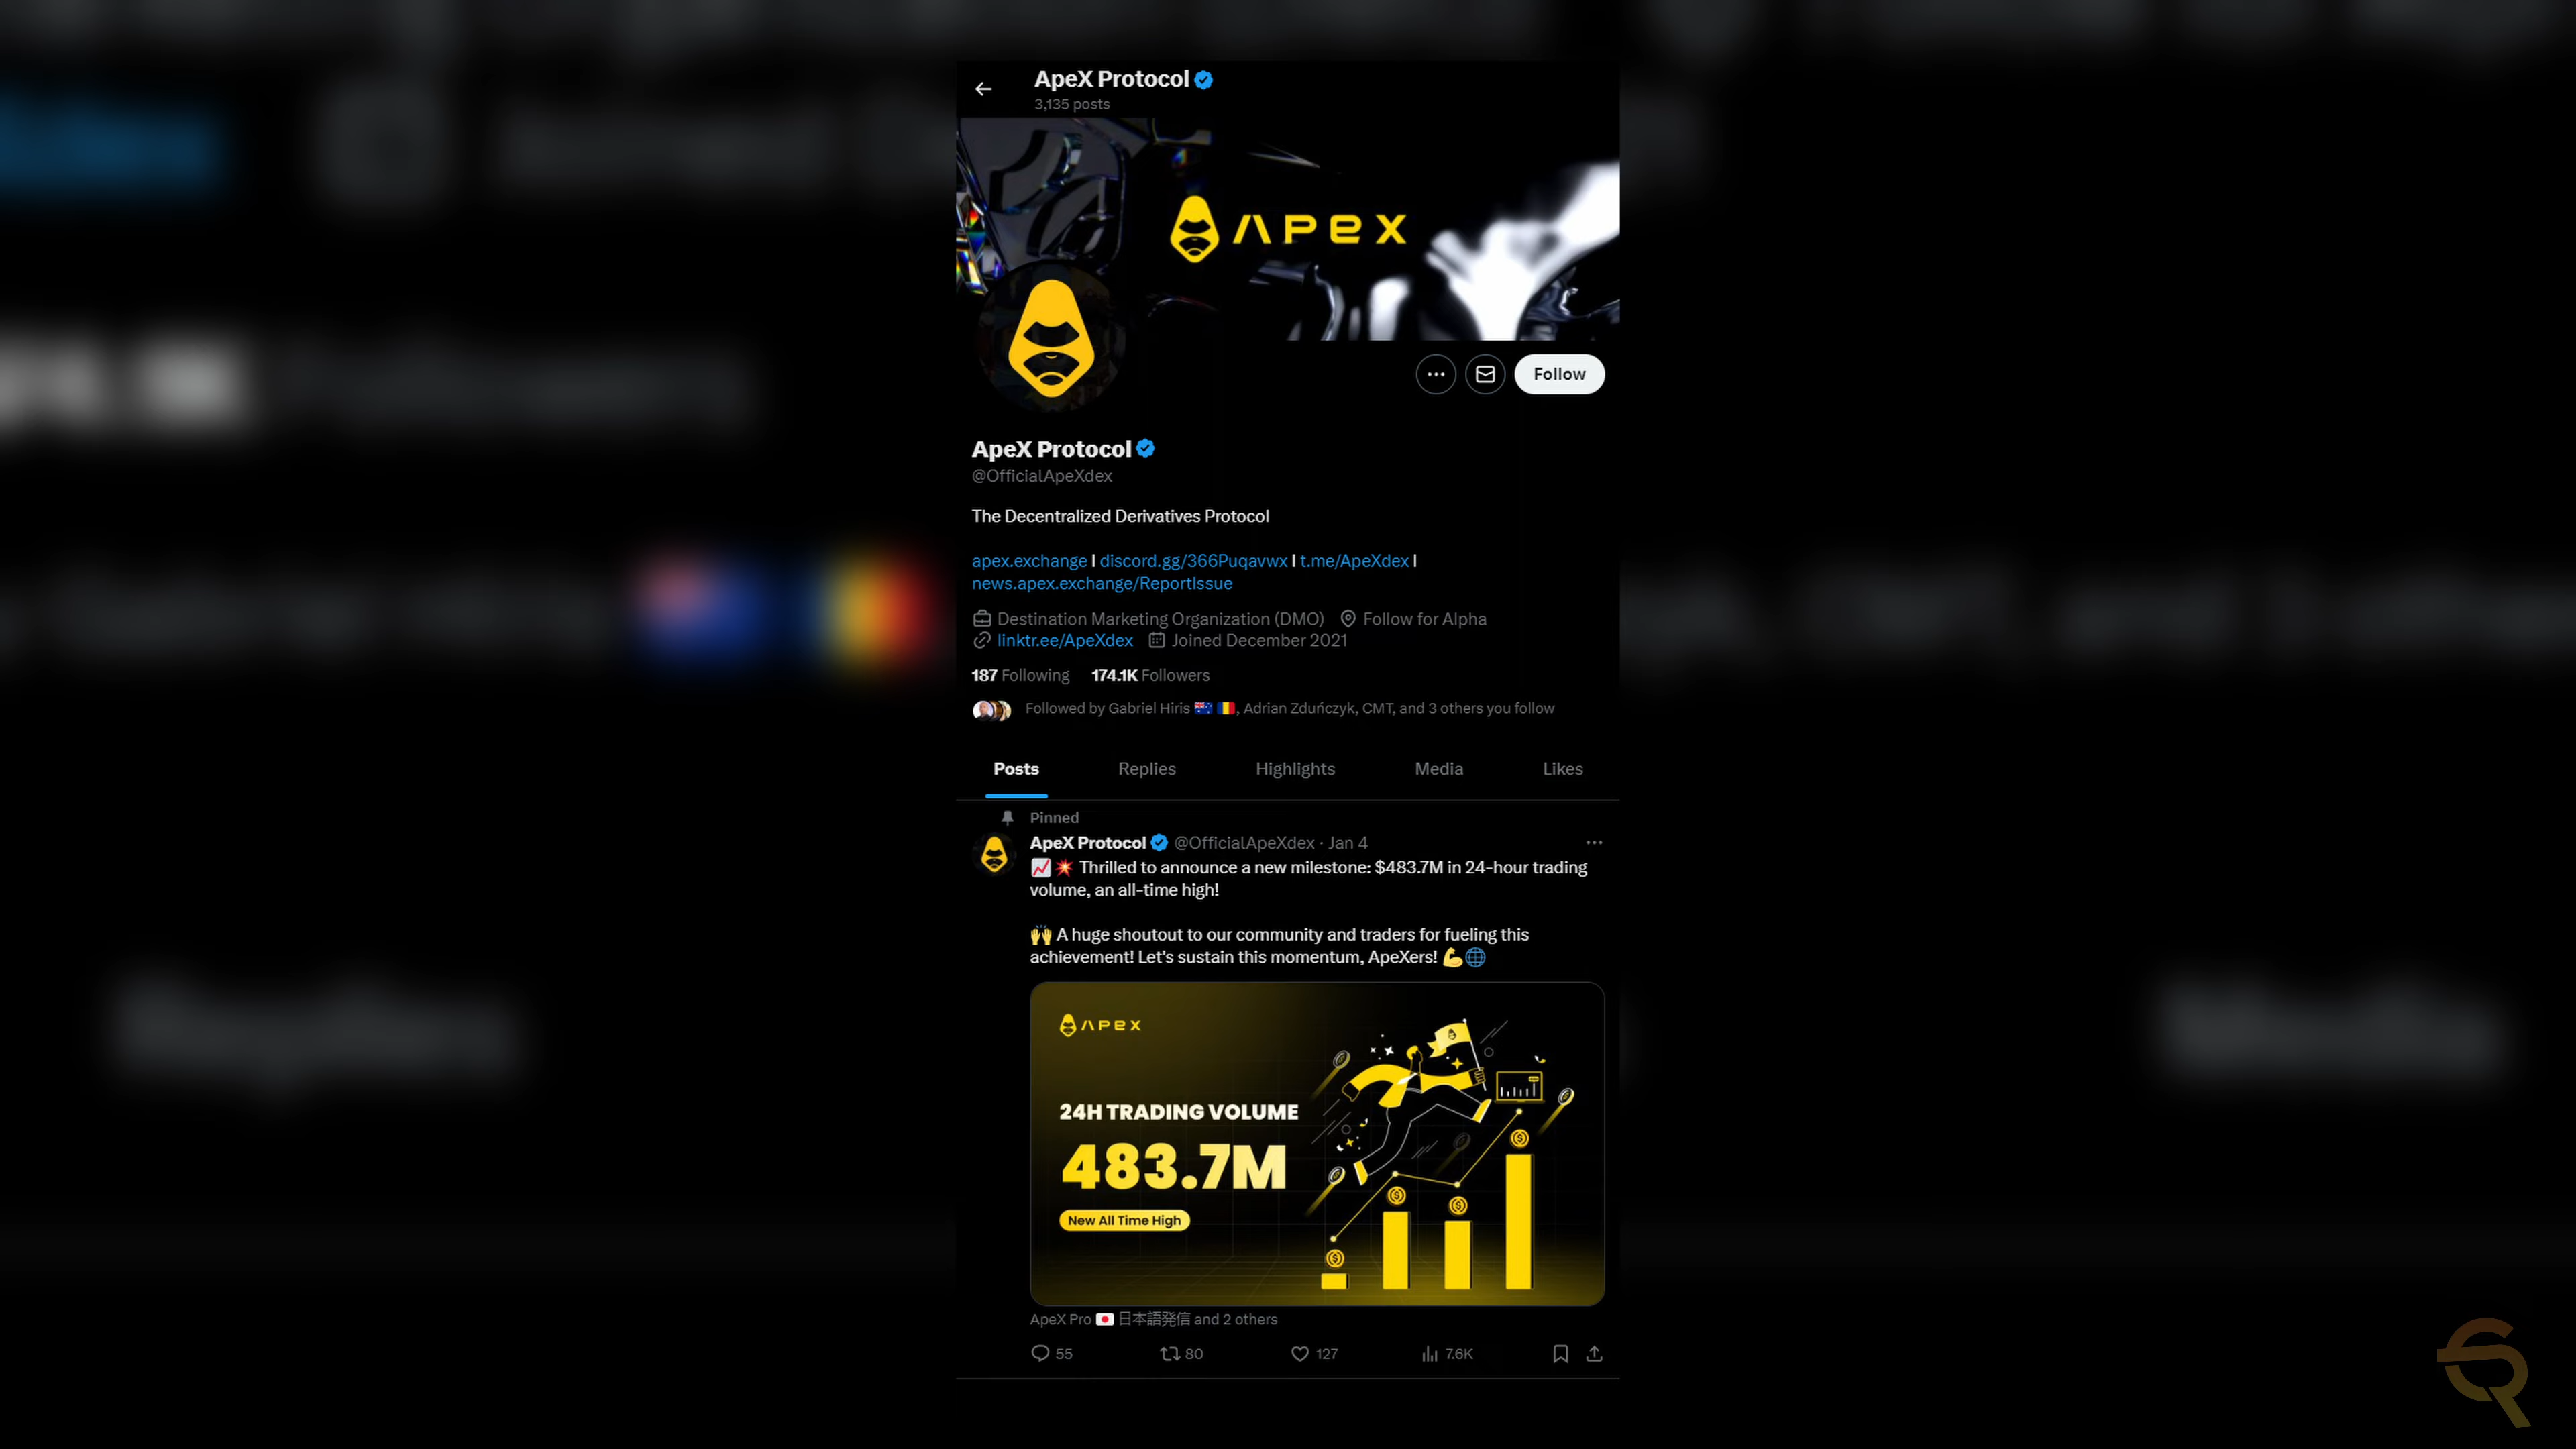 ApeX Protocol
3,135 posts
APEX
Follow
ApeX Protocol
@OfficialApeXdex
The Decentralized Derivatives Protocol
apex.exchange l discord.gg/366Puqavwx l t.me/ApeXdex l
news.apex.exchange/ReportIssue
Destination Marketing Organization (DMO) Follow for Alpha
linktr.ee/ApeXdex Joined December 2021
187 Following 174.1K Followers
Followed by Gabriel Hiris 🇦🇺 🇷🇴, Adrian Zduńczyk, CMT, and 3 others you follow
Posts Replies Highlights Media Likes
Pinned
ApeX Protocol @OfficialApeXdex · Jan 4
📈💥 Thrilled to announce a new milestone: $483.7M in 24-hour trading
volume, an all-time high!
🙌 A huge shoutout to our community and traders for fueling this
achievement! Let's sustain this momentum, ApeXers! 💪🌐
APEX
24H TRADING VOLUME
483.7M
New All Time High
ApeX Pro 🇯🇵 日本語発信 and 2 others
55 80 127 7.6K